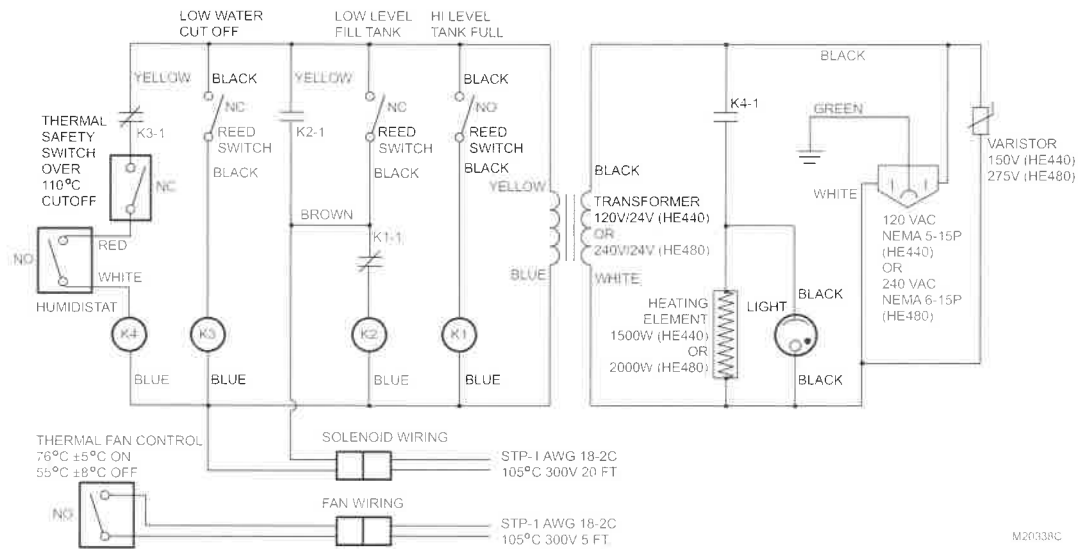 LOW WATER
CUT OFF
LOW LEVEL
FILL TANK
HI LEVEL
TANK FULL
YELLOW
BLACK
YELLOW
BLACK
BLACK
BLACK
K3-1
NC
REED
SWITCH
BLACK
K2-1
NC
REED
SWITCH
BLACK
NO
REED
SWITCH
BLACK
THERMAL
SAFETY
SWITCH
OVER
110°C
CUTOFF
NC
BROWN
K1-1
NO
RED
WHITE
HUMIDISTAT
K4
K3
K2
K1
BLUE
BLUE
BLUE
BLUE
YELLOW
BLUE
BLACK
TRANSFORMER
120V/24V (HE440)
OR
240V/24V (HE480)
WHITE
K4-1
HEATING
ELEMENT
1500W (HE440)
OR
2000W (HE480)
LIGHT
BLACK
BLACK
GREEN
WHITE
120 VAC
NEMA 5-15P
(HE440)
OR
240 VAC
NEMA 6-15P
(HE480)
VARISTOR
150V (HE440)
275V (HE480)
THERMAL FAN CONTROL
76°C ±5°C ON
55°C ±8°C OFF
NO
SOLENOID WIRING
STP-1 AWG 18-2C
105°C 300V 20 FT
FAN WIRING
STP-1 AWG 18-2C
105°C 300V 5 FT.
M20338C